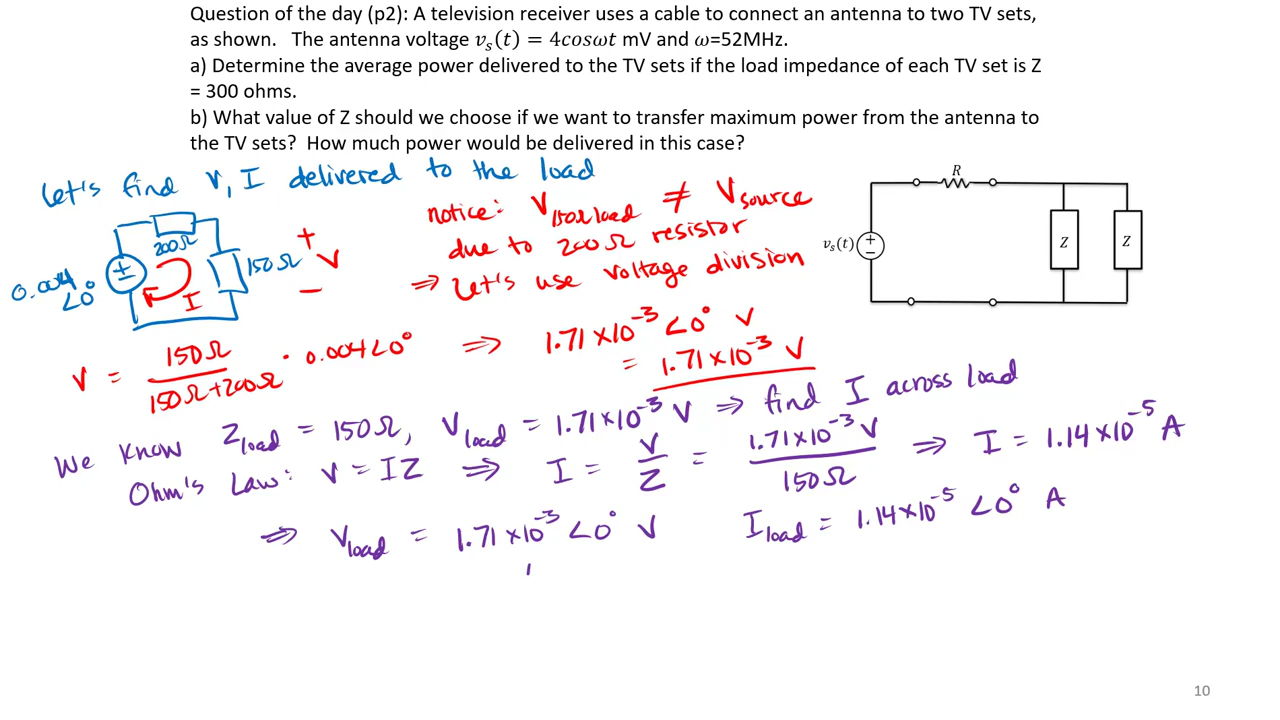 Question of the day (p2): A television receiver uses a cable to connect an antenna to two TV sets,
as shown. The antenna voltage vₛ(t) = 4cosωt mV and ω=52MHz.
a) Determine the average power delivered to the TV sets if the load impedance of each TV set is Z
= 300 ohms.
b) What value of Z should we choose if we want to transfer maximum power from the antenna to
the TV sets? How much power would be delivered in this case?
Let's find V, I delivered to the load
notice: V150Ω load ≠ Vsource
due to 200Ω resistor
⇒ Let's use voltage division
200Ω
+
150Ω
V
−
0.004
<0°
I
+
−
R
vₛ(t)
+
−
Z
Z
V = 150Ω / (150Ω+200Ω) · 0.004<0° ⇒ 1.71×10⁻³ <0° V
= 1.71×10⁻³ V
We know Zload = 150Ω, Vload = 1.71×10⁻³ V ⇒ find I across load
Ohm's Law: V = IZ ⇒ I = V/Z = 1.71×10⁻³ V / 150Ω ⇒ I = 1.14×10⁻⁵ A
⇒ Vload = 1.71×10⁻³ <0° V Iload = 1.14×10⁻⁵ <0° A
10